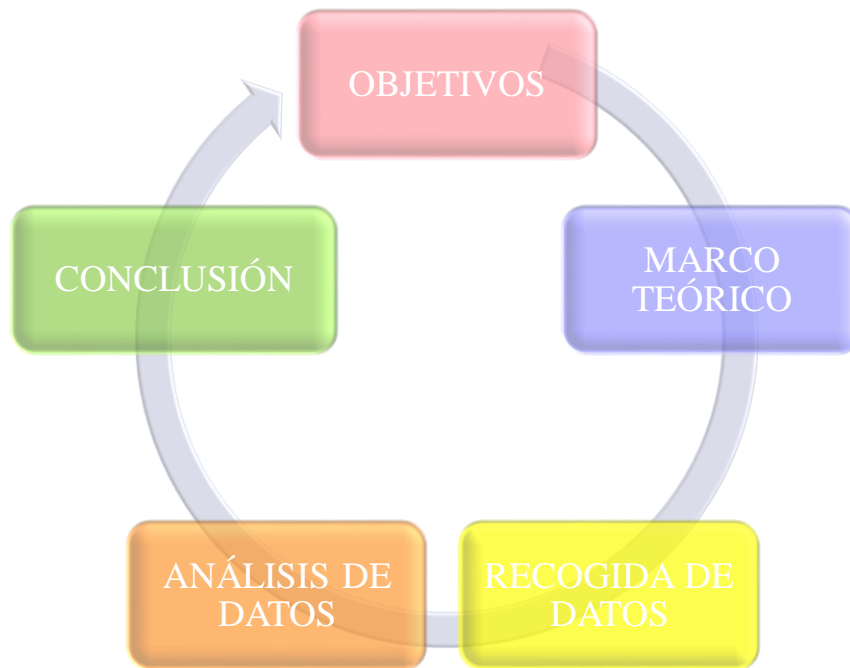 OBJETIVOS
MARCO
TEÓRICO
RECOGIDA DE
DATOS
ANÁLISIS DE
DATOS
CONCLUSIÓN